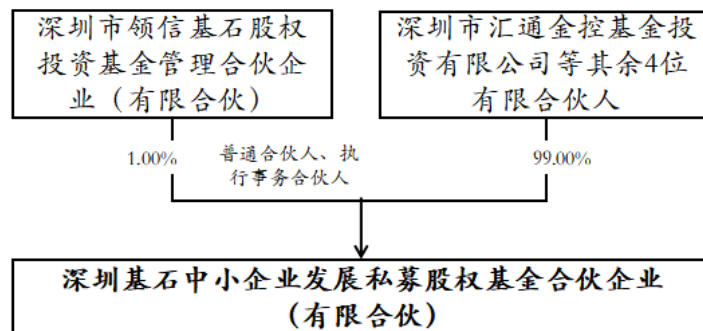 深圳市领信基石股权
投资基金管理合伙企
业（有限合伙）
深圳市汇通金控基金投
资有限公司等其余4位
有限合伙人
1.00%
普通合伙人、执
行事务合伙人
99.00%
深圳基石中小企业发展私募股权基金合伙企业
（有限合伙）